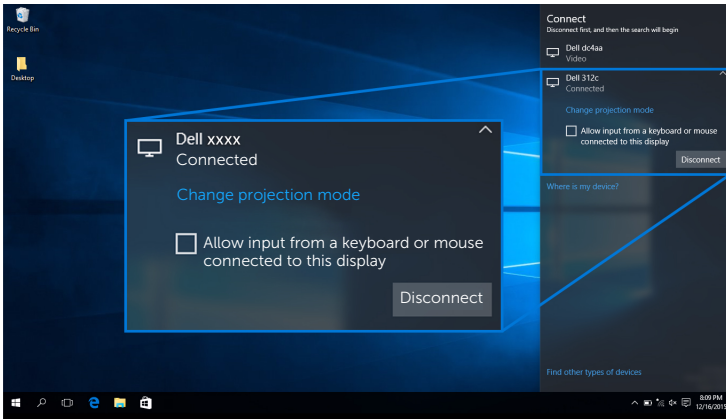 Recycle Bin
Desktop
Connect
Disconnect first, and then the search will begin
Dell dc4aa
Video
Dell 312c
Connected
Change projection mode
Allow input from a keyboard or mouse
connected to this display
Disconnect
Where is my device?
Find other types of devices
Dell xxxx
Connected
Change projection mode
Allow input from a keyboard or mouse
connected to this display
Disconnect
8:09 PM
12/16/2015